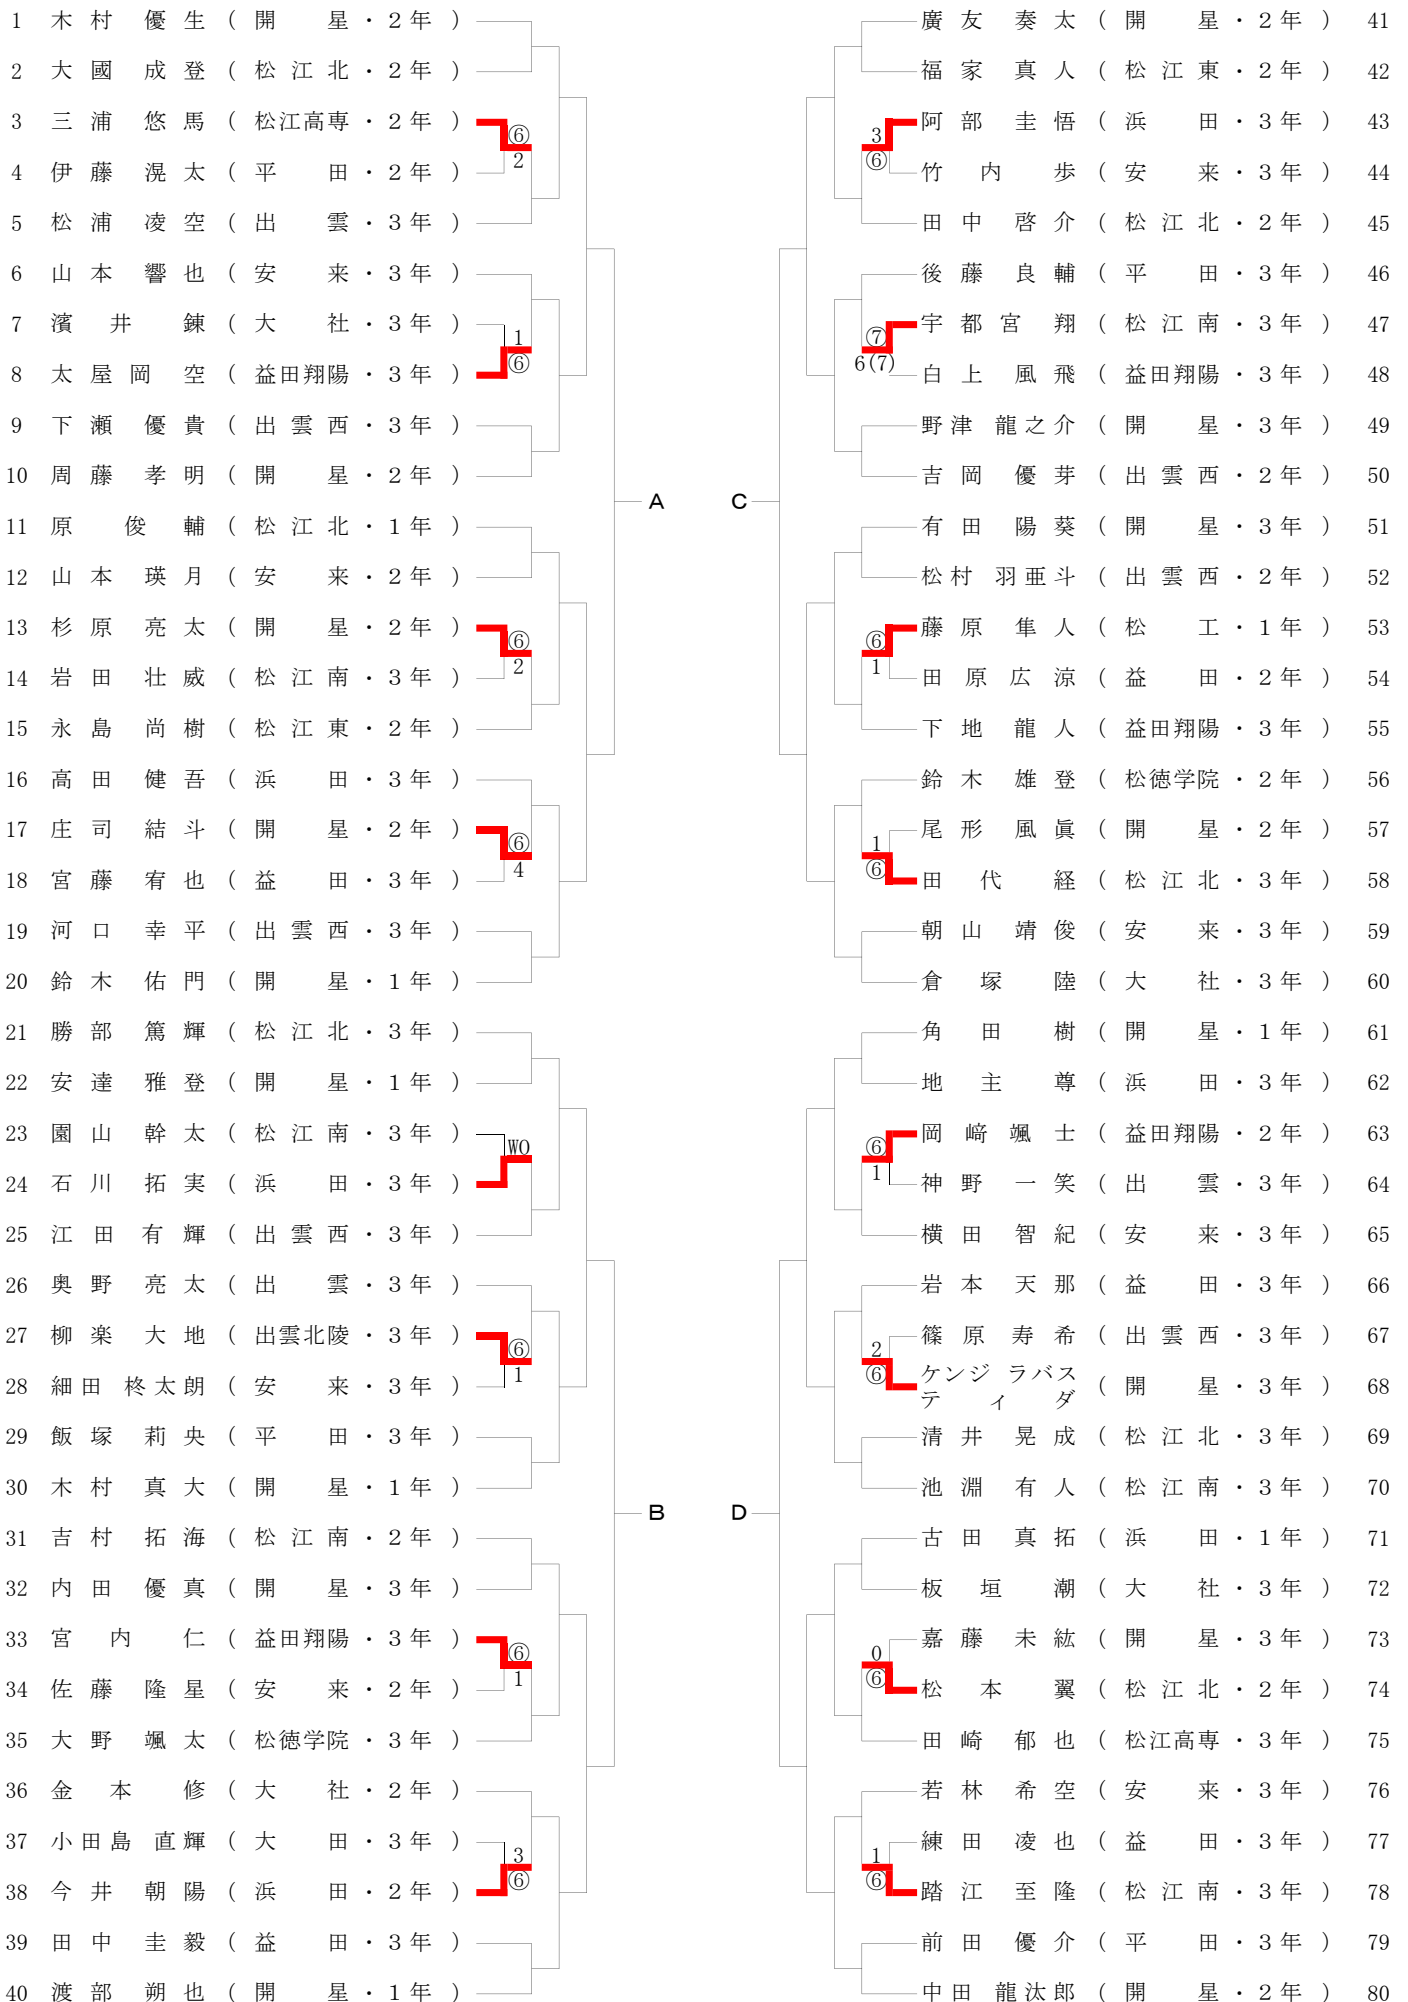 1 木村 優生 ( 開 星・2年 )
2 大國 成登 ( 松江北・2年 )
3 三浦 悠馬 ( 松江高専・2年 )
⑥
2
4 伊藤 滉太 ( 平 田・2年 )
5 松浦 凌空 ( 出 雲・3年 )
6 山本 響也 ( 安 来・3年 )
7 濱井 錬 ( 大 社・3年 )
1
⑥
8 太屋岡 空 ( 益田翔陽・3年 )
9 下瀬 優貴 ( 出雲西・3年 )
10 周藤 孝明 ( 開 星・2年 )
A
11 原 俊輔 ( 松江北・1年 )
12 山本 瑛月 ( 安 来・2年 )
13 杉原 亮太 ( 開 星・2年 )
⑥
2
14 岩田 壮威 ( 松江南・3年 )
15 永島 尚樹 ( 松江東・2年 )
16 高田 健吾 ( 浜 田・3年 )
17 庄司 結斗 ( 開 星・2年 )
⑥
4
18 宮藤 宥也 ( 益 田・3年 )
19 河口 幸平 ( 出雲西・3年 )
20 鈴木 佑門 ( 開 星・1年 )
21 勝部 篤輝 ( 松江北・3年 )
22 安達 雅登 ( 開 星・1年 )
23 園山 幹太 ( 松江南・3年 )
WO
24 石川 拓実 ( 浜 田・3年 )
25 江田 有輝 ( 出雲西・3年 )
26 奥野 亮太 ( 出 雲・3年 )
27 柳楽 大地 ( 出雲北陵・3年 )
⑥
1
28 細田 柊太朗 ( 安 来・3年 )
29 飯塚 莉央 ( 平 田・3年 )
30 木村 真大 ( 開 星・1年 )
B
31 吉村 拓海 ( 松江南・2年 )
32 内田 優真 ( 開 星・3年 )
33 宮内 仁 ( 益田翔陽・3年 )
⑥
1
34 佐藤 隆星 ( 安 来・2年 )
35 大野 颯太 ( 松徳学院・3年 )
36 金本 修 ( 大 社・2年 )
37 小田島 直輝 ( 大 田・3年 )
3
⑥
38 今井 朝陽 ( 浜 田・2年 )
39 田中 圭毅 ( 益 田・3年 )
40 渡部 朔也 ( 開 星・1年 )
廣友 奏太 ( 開 星・2年 ) 41
福家 真人 ( 松江東・2年 ) 42
阿部 圭悟 ( 浜 田・3年 ) 43
3
⑥
竹内 歩 ( 安 来・3年 ) 44
田中 啓介 ( 松江北・2年 ) 45
後藤 良輔 ( 平 田・3年 ) 46
宇都宮 翔 ( 松江南・3年 ) 47
⑦
6(7)
白上 風飛 ( 益田翔陽・3年 ) 48
野津 龍之介 ( 開 星・3年 ) 49
吉岡 優芽 ( 出雲西・2年 ) 50
C
有田 陽葵 ( 開 星・3年 ) 51
松村 羽亜斗 ( 出雲西・2年 ) 52
藤原 隼人 ( 松 工・1年 ) 53
⑥
1
田原 広涼 ( 益 田・2年 ) 54
下地 龍人 ( 益田翔陽・3年 ) 55
鈴木 雄登 ( 松徳学院・2年 ) 56
尾形 風眞 ( 開 星・2年 ) 57
1
⑥
田代 経 ( 松江北・3年 ) 58
朝山 靖俊 ( 安 来・3年 ) 59
倉塚 陸 ( 大 社・3年 ) 60
角田 樹 ( 開 星・1年 ) 61
地主 尊 ( 浜 田・3年 ) 62
岡﨑 颯士 ( 益田翔陽・2年 ) 63
⑥
1
神野 一笑 ( 出 雲・3年 ) 64
横田 智紀 ( 安 来・3年 ) 65
岩本 天那 ( 益 田・3年 ) 66
篠原 寿希 ( 出雲西・3年 ) 67
2
⑥
ケンジ ラバス
ティダ ( 開 星・3年 ) 68
清井 晃成 ( 松江北・3年 ) 69
池淵 有人 ( 松江南・3年 ) 70
D
古田 真拓 ( 浜 田・1年 ) 71
板垣 潮 ( 大 社・3年 ) 72
嘉藤 未紘 ( 開 星・3年 ) 73
0
⑥
松本 翼 ( 松江北・2年 ) 74
田崎 郁也 ( 松江高専・3年 ) 75
若林 希空 ( 安 来・3年 ) 76
練田 凌也 ( 益 田・3年 ) 77
1
⑥
踏江 至隆 ( 松江南・3年 ) 78
前田 優介 ( 平 田・3年 ) 79
中田 龍汰郎 ( 開 星・2年 ) 80